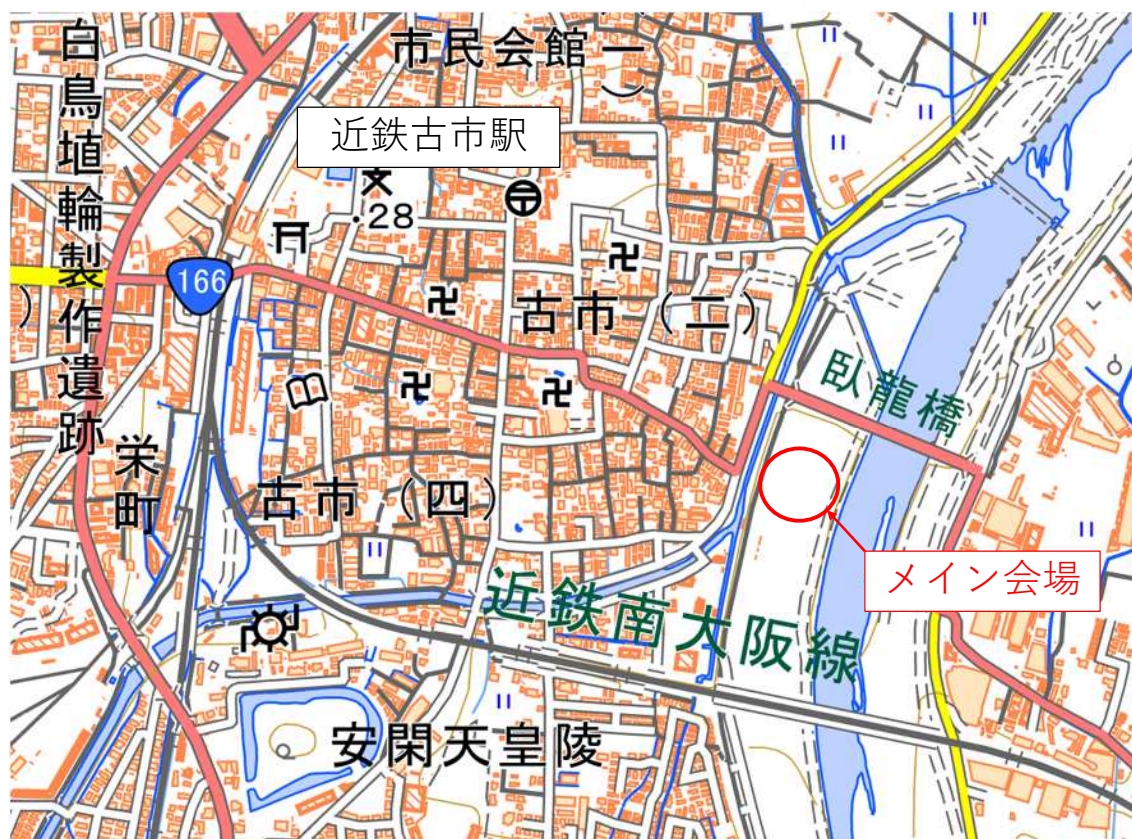 白鳥埴輪製作遺跡
）
市民会館
一
）
近鉄古市駅
28
166
古市（二）
臥龍橋
栄町
古市（四）
メイン会場
近鉄南大阪線
安閑天皇陵